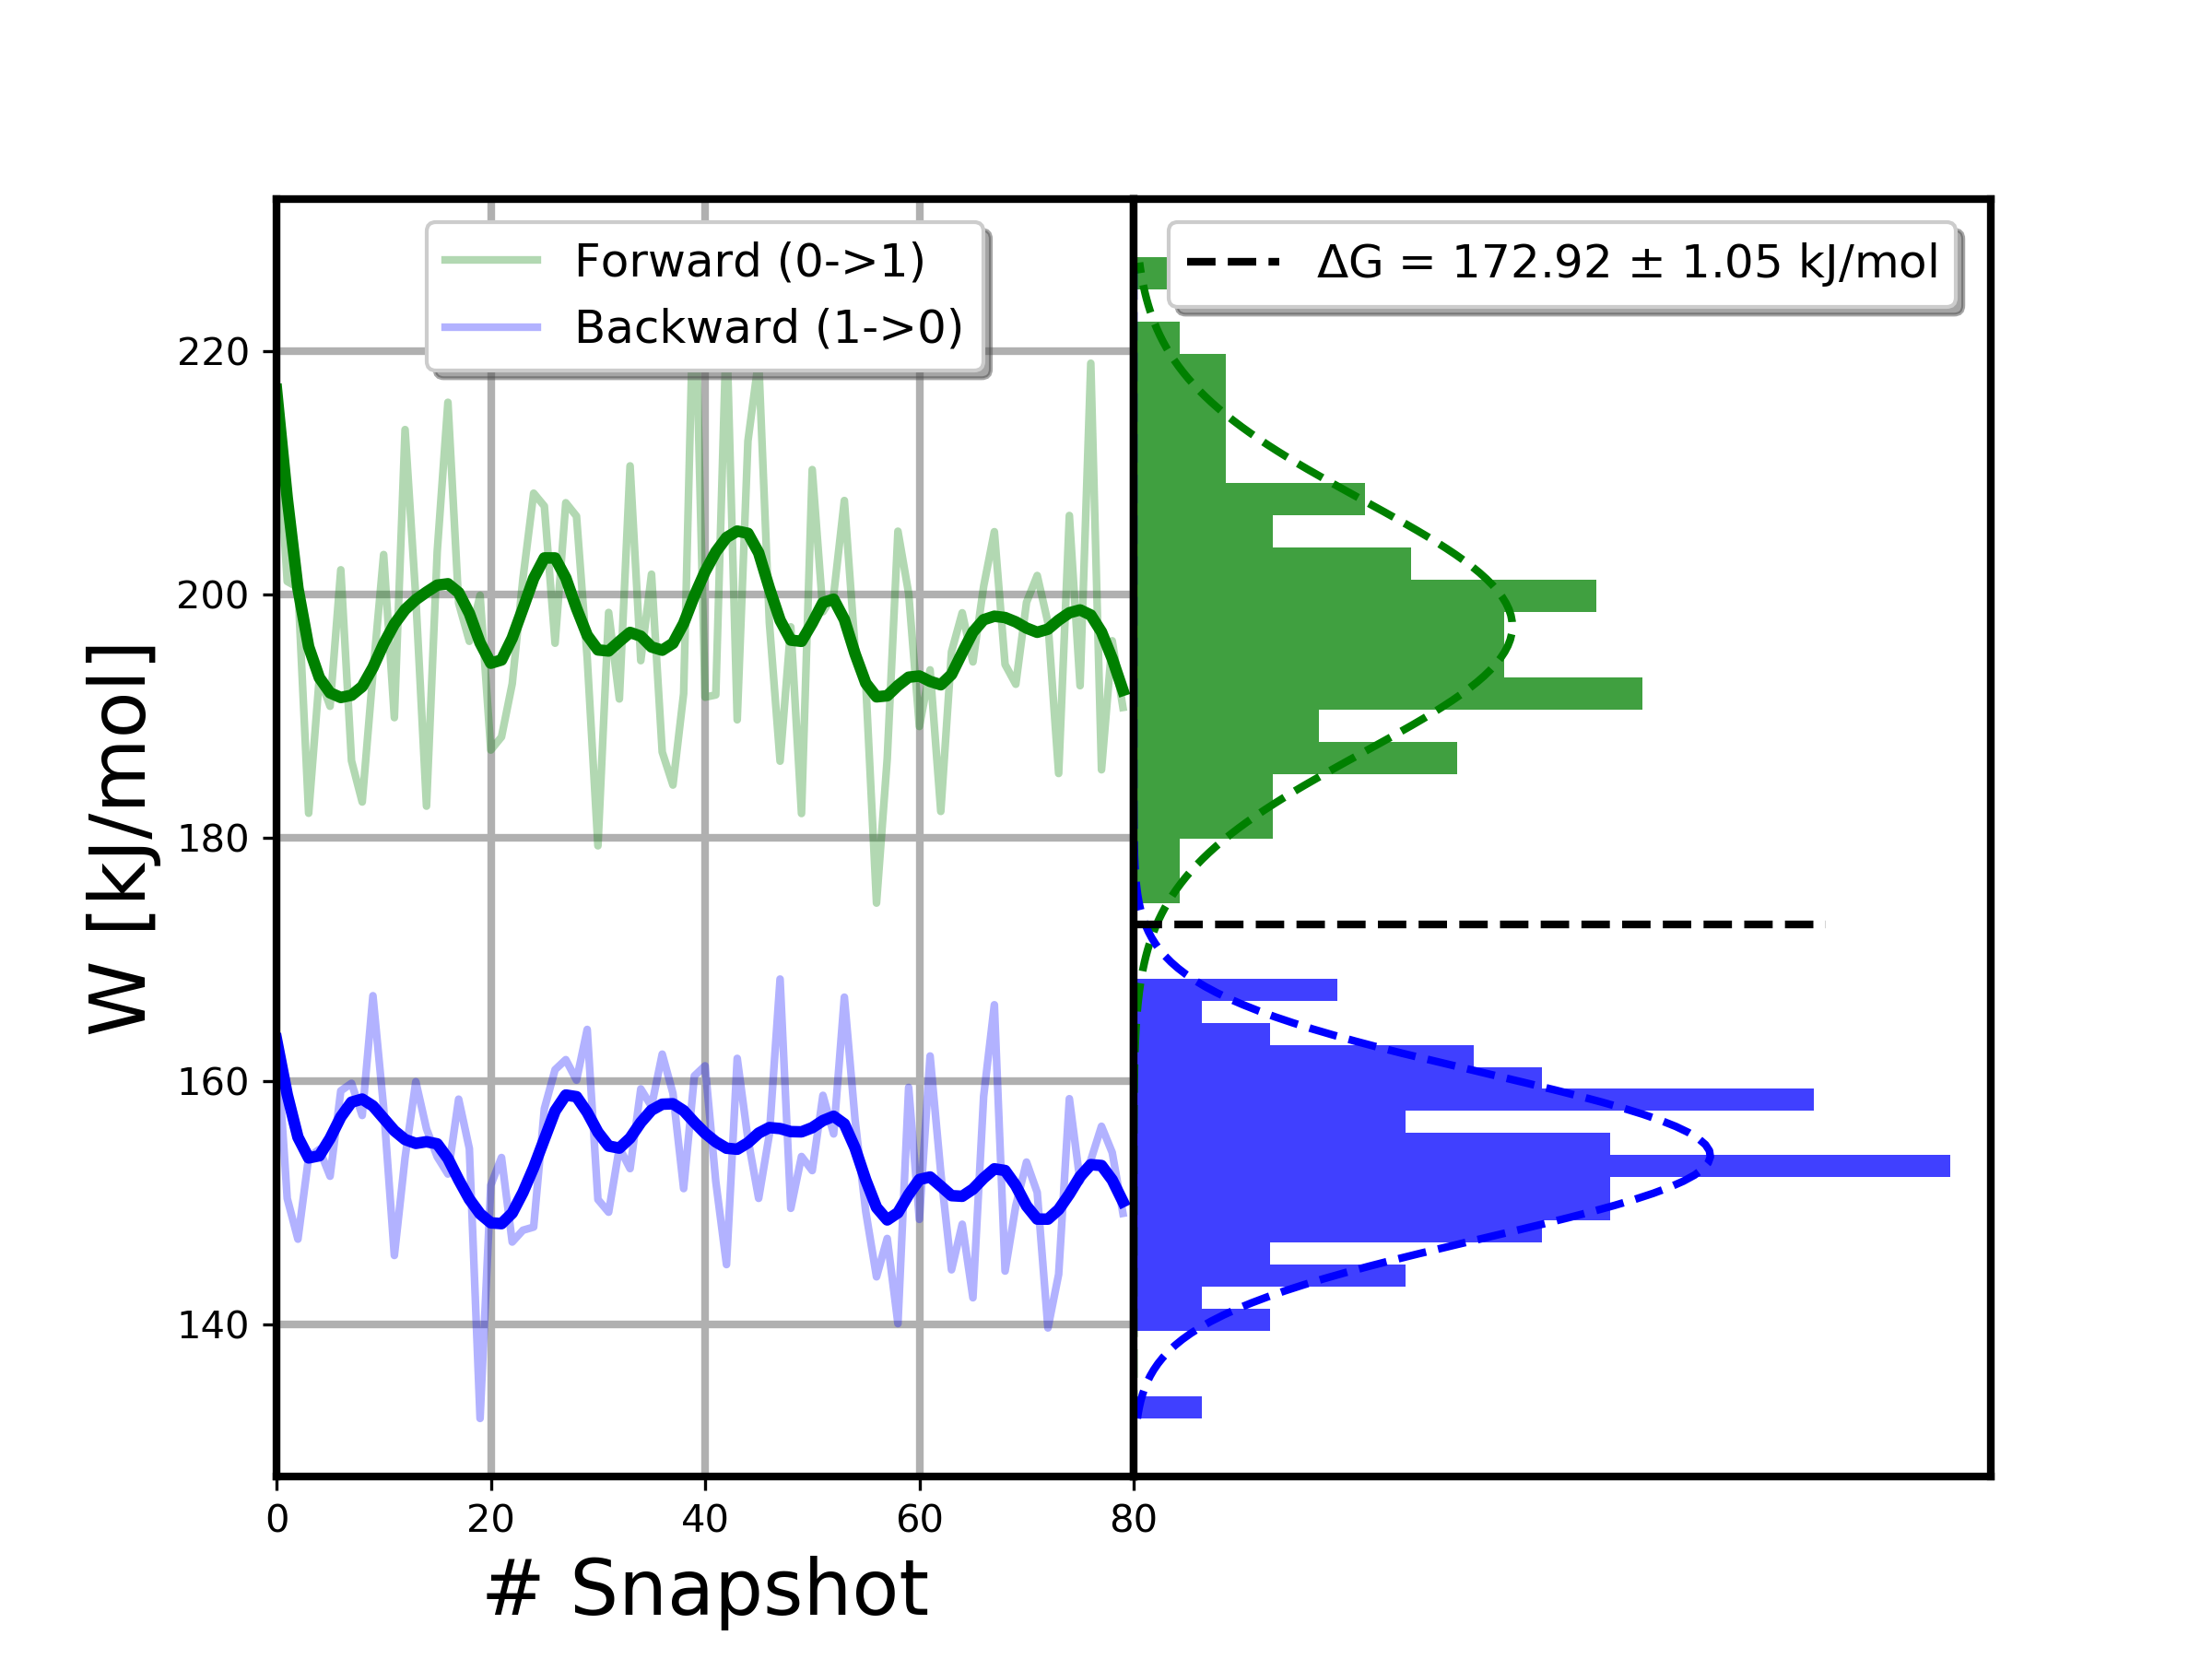 Forward (0->1)
Backward (1->0)
ΔG = 172.92 ± 1.05 kJ/mol
W [kJ/mol]
220
200
180
160
140
0 20 40 60 80
# Snapshot